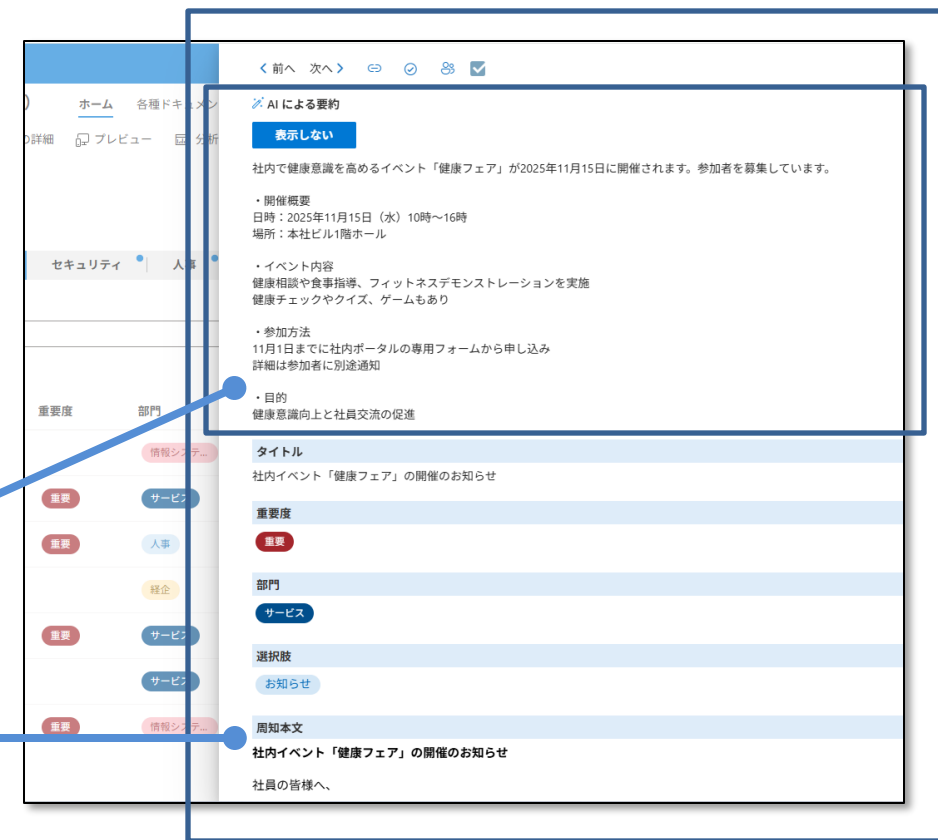 前へ 次へ
ホーム 各種ドキュメン
の詳細 プレビュー 分析
セキュリティ 人事
重要度 部門
情報システ...
重要 サービス
重要 人事
経企
重要 サービス
サービス
重要 情報システ...
AI による要約
表示しない
社内で健康意識を高めるイベント「健康フェア」が2025年11月15日に開催されます。参加者を募集しています。
・開催概要
日時：2025年11月15日（水）10時～16時
場所：本社ビル1階ホール
・イベント内容
健康相談や食事指導、フィットネスデモンストレーションを実施
健康チェックやクイズ、ゲームもあり
・参加方法
11月1日までに社内ポータルの専用フォームから申し込み
詳細は参加者に別途通知
・目的
健康意識向上と社員交流の促進
タイトル
社内イベント「健康フェア」の開催のお知らせ
重要度
重要
部門
サービス
選択肢
お知らせ
周知本文
社内イベント「健康フェア」の開催のお知らせ
社員の皆様へ、